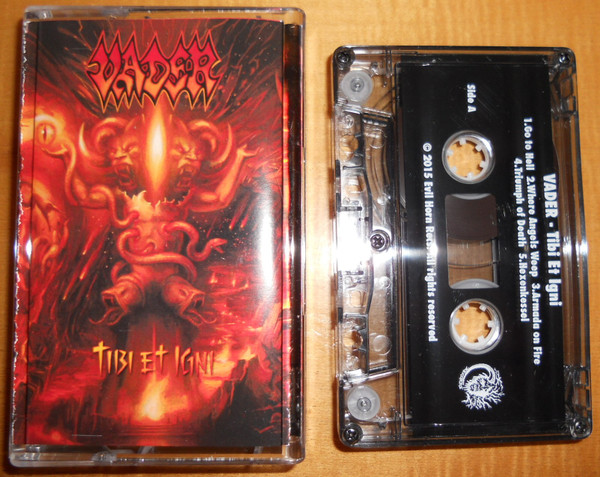 VADER
TIBI ET IGNI
Side A
VADER - Tibi Et Igni
1.Go to Hell 2.Where Angels Weep 3.Armada on Fire
4.Triumph of Death 5.Hexenkessel
© 2015 Evil Horn Rec. All rights reserved